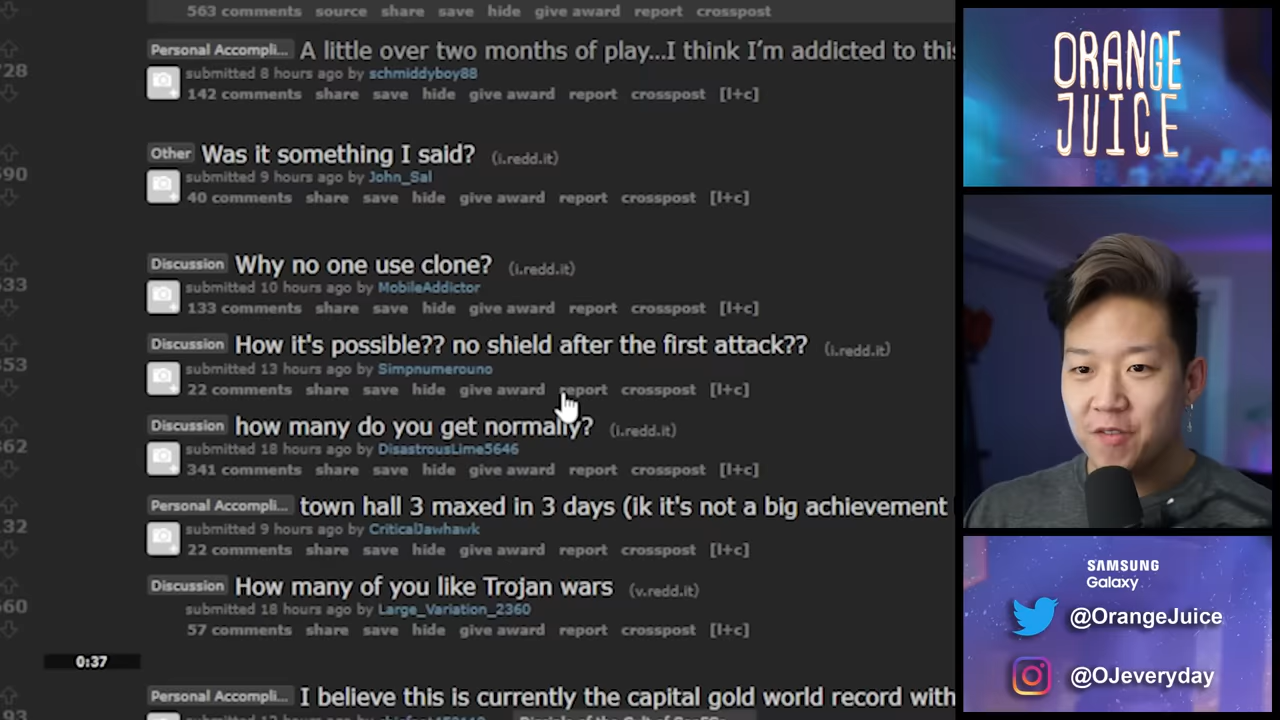 563 comments source share save hide give award report crosspost
Personal Accompli... A little over two months of play...I think I'm addicted to this
728
submitted 8 hours ago by schmiddyboy88
142 comments share save hide give award report crosspost [l+c]
Other Was it something I said? (i.redd.it)
590
submitted 9 hours ago by John_Sal
40 comments share save hide give award report crosspost [l+c]
Discussion Why no one use clone? (i.redd.it)
submitted 10 hours ago by MobileAddictor
133 comments share save hide give award report crosspost [l+c]
Discussion How it's possible?? no shield after the first attack?? (i.redd.it)
submitted 13 hours ago by Simpnumerouno
22 comments share save hide give award report crosspost [l+c]
Discussion how many do you get normally? (i.redd.it)
submitted 18 hours ago by DisastrousLime5646
341 comments share save hide give award report crosspost [l+c]
Personal Accompli... town hall 3 maxed in 3 days (ik it's not a big achievement
submitted 9 hours ago by CriticalJawhawk
22 comments share save hide give award report crosspost [l+c]
Discussion How many of you like Trojan wars (v.redd.it)
submitted 18 hours ago by Large_Variation_2360
57 comments share save hide give award report crosspost [l+c]
0:37
Personal Accompli... I believe this is currently the capital gold world record with
ORANGE
JUICE
SAMSUNG
Galaxy
@OrangeJuice
@OJeveryday